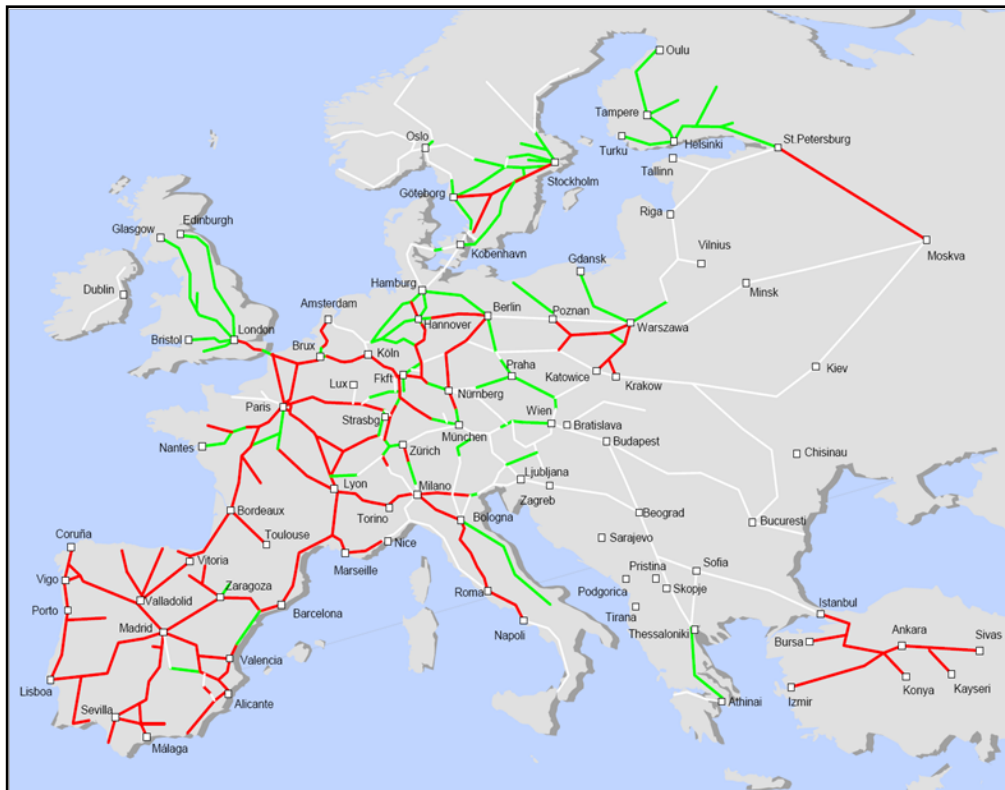 Oulu
Tampere
Turku
Helsinki
St.Petersburg
Tallinn
Oslo
Stockholm
Göteborg
Riga
Vilnius
Moskva
Minsk
Glasgow
Edinburgh
Kobenhavn
Gdansk
Hamburg
Dublin
Amsterdam
Hannover
Berlin
Poznan
Warszawa
Bristol
London
Brux
Köln
Lux
Fkft
Praha
Katowice
Krakow
Kiev
Nürnberg
Paris
Strasbg
Wien
Bratislava
München
Budapest
Nantes
Zürich
Chisinau
Ljubljana
Zagreb
Lyon
Milano
Torino
Bologna
Beograd
Bucuresti
Bordeaux
Toulouse
Nice
Marseille
Sarajevo
Coruña
Vitoria
Vigo
Zaragoza
Pristina
Sofia
Porto
Valladolid
Barcelona
Roma
Podgorica
Skopje
Tirana
Istanbul
Madrid
Napoli
Thessaloniki
Bursa
Ankara
Sivas
Valencia
Lisboa
Alicante
Konya
Kayseri
Izmir
Athinai
Sevilla
Málaga